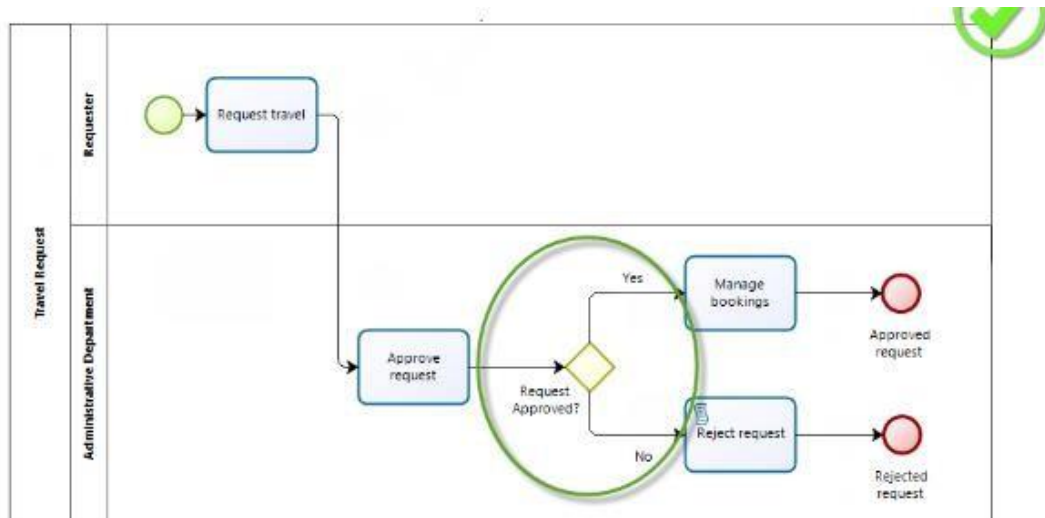 Travel Request
Requester
Request travel
Administrative Department
Approve
request
Request
Approved?
Yes
Manage
bookings
Approved
request
No
Reject request
Rejected
request